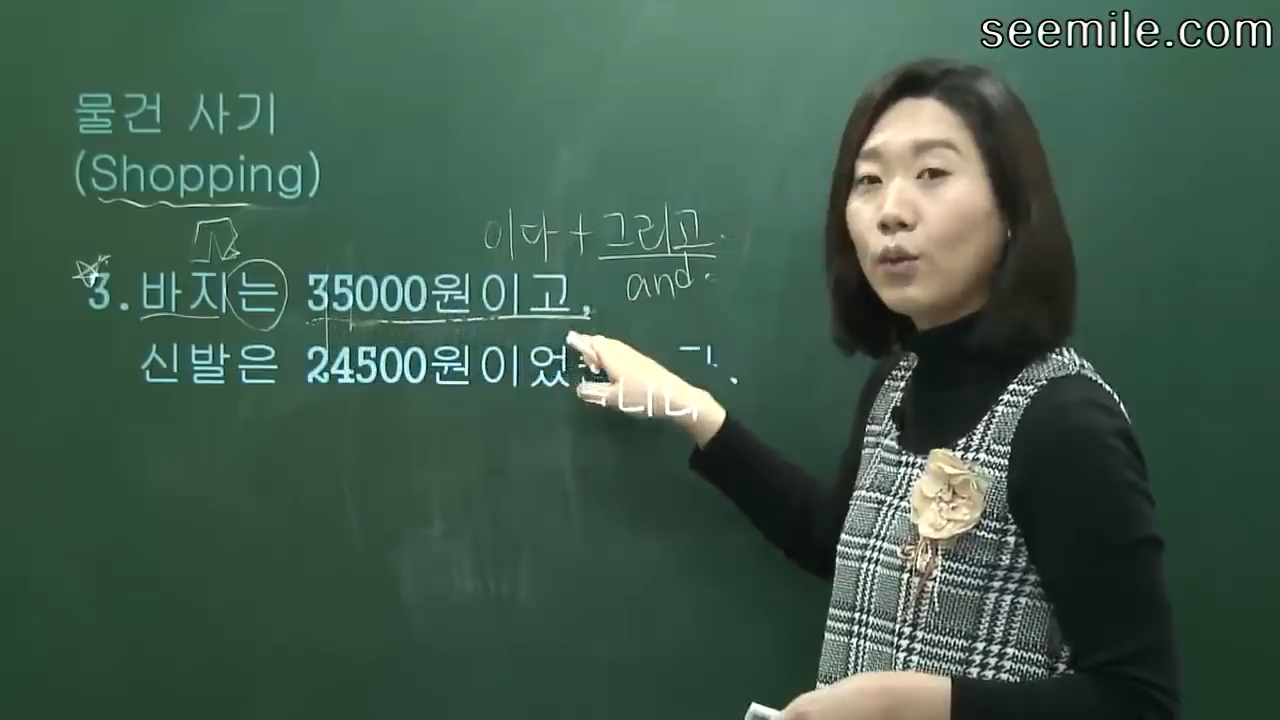 seemile.com
물건 사기
(Shopping)
이다 + 그리고
and
3. 바지는 35000원이고,
신발은 24500원이었습니다.